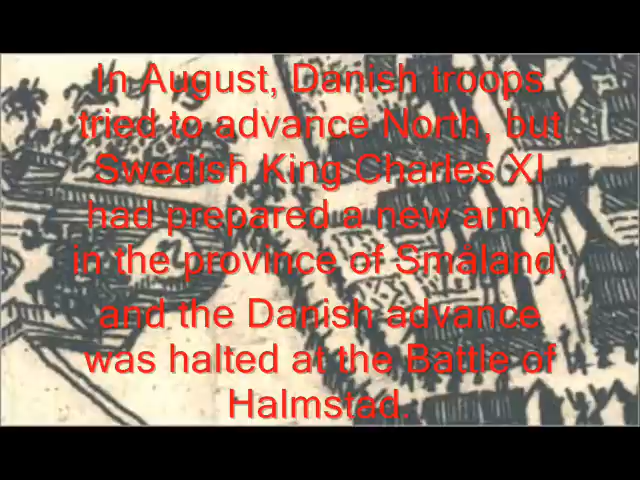 In August, Danish troops
tried to advance North, but
Swedish King Charles XI
had prepared a new army
in the province of Småland,
and the Danish advance
was halted at the Battle of
Halmstad.